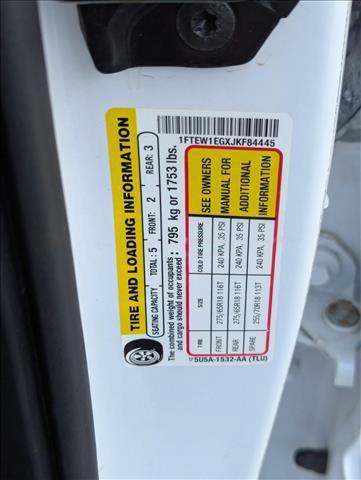 1FTEW1EGXJKF84445
TIRE AND LOADING INFORMATION
SEATING CAPACITY TOTAL: 5 FRONT: 2 REAR: 3
The combined weight of occupants and cargo should never exceed: 795 kg or 1753 lbs.
TIRE SIZE COLD TIRE PRESSURE
FRONT 275/65R18 116T 240 KPA, 35 PSI
REAR 275/65R18 116T 240 KPA, 35 PSI
SPARE 255/70R18 113T 240 KPA, 35 PSI
SEE OWNERS
MANUAL FOR
ADDITIONAL
INFORMATION
5U5A-1532-AA (TLU)